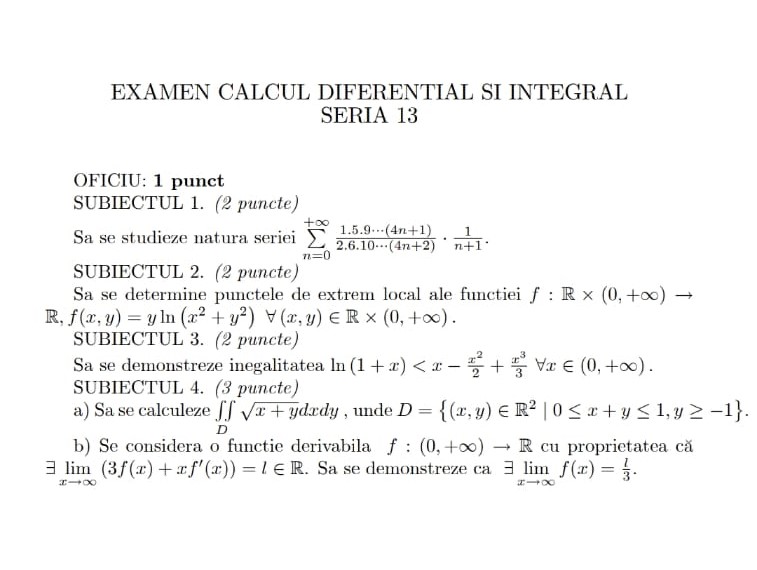 EXAMEN CALCUL DIFERENTIAL SI INTEGRAL
SERIA 13
OFICIU: 1 punct
SUBIECTUL 1. (2 puncte)
Sa se studieze natura seriei $\sum_{n=0}^{+\infty} \frac{1.5.9\cdots(4n+1)}{2.6.10\cdots(4n+2)} \cdot \frac{1}{n+1}$.
SUBIECTUL 2. (2 puncte)
Sa se determine punctele de extrem local ale functiei $f : \mathbb{R} \times (0, +\infty) \to$
$\mathbb{R}, f(x, y) = y \ln (x^2 + y^2) \ \forall (x, y) \in \mathbb{R} \times (0, +\infty)$.
SUBIECTUL 3. (2 puncte)
Sa se demonstreze inegalitatea $\ln (1 + x) < x - \frac{x^2}{2} + \frac{x^3}{3} \ \forall x \in (0, +\infty)$.
SUBIECTUL 4. (3 puncte)
a) Sa se calculeze $\iint_D \sqrt{x + y} dxdy$ , unde $D = \{(x, y) \in \mathbb{R}^2 \mid 0 \le x + y \le 1, y \ge -1\}$.
b) Se considera o functie derivabila $f : (0, +\infty) \to \mathbb{R}$ cu proprietatea că
$\exists \lim_{x \to \infty} (3f(x) + xf'(x)) = l \in \mathbb{R}$. Sa se demonstreze ca $\exists \lim_{x \to \infty} f(x) = \frac{l}{3}$.